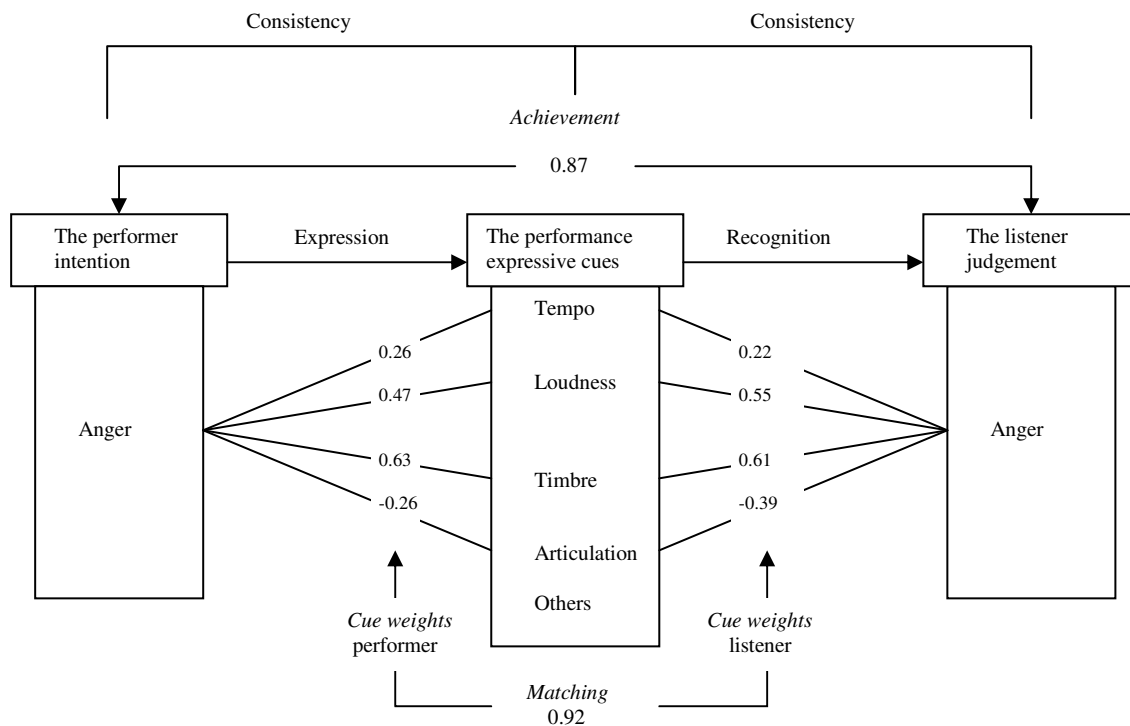 Consistency
Consistency
Achievement
0.87
The performer
intention
Expression
The performance
expressive cues
Recognition
The listener
judgement
Tempo
0.26
0.22
Loudness
0.47
0.55
Anger
Anger
0.63
0.61
Timbre
-0.26
-0.39
Articulation
Others
Cue weights
performer
Cue weights
listener
Matching
0.92